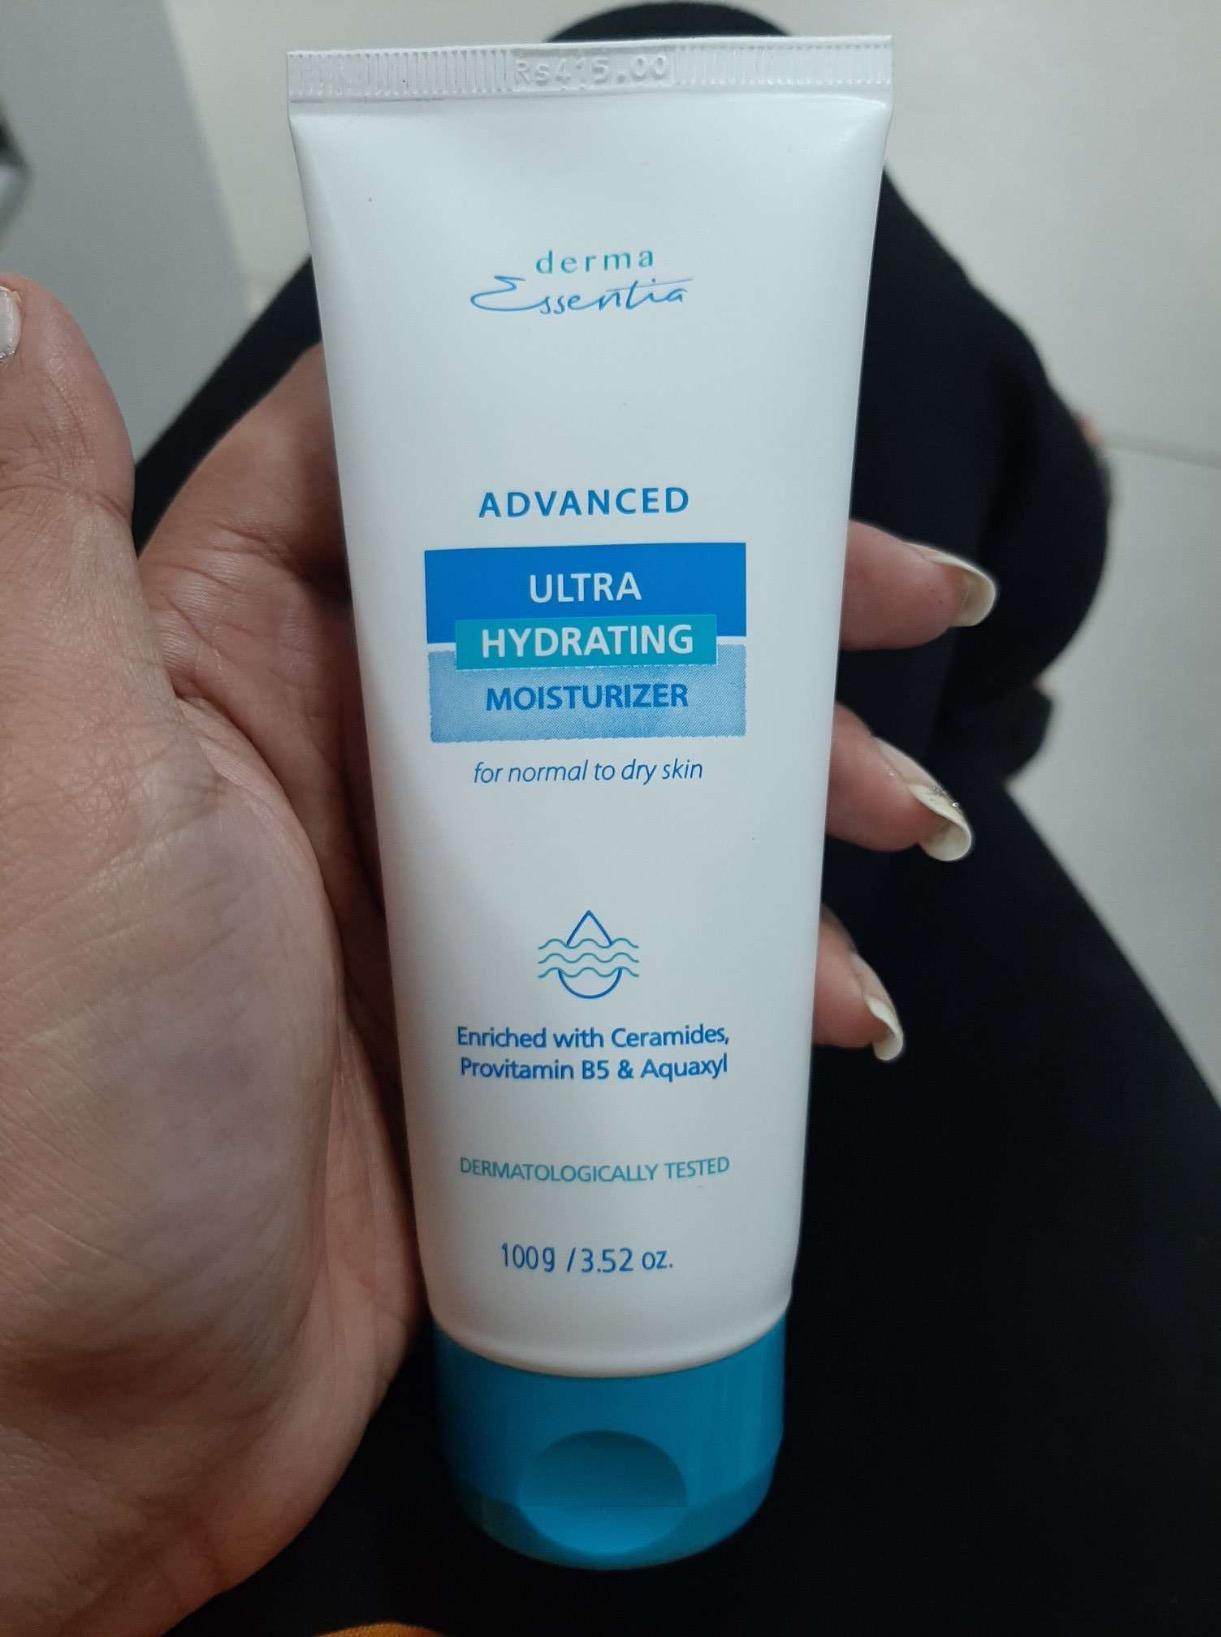 Rs415.00
derma
Essentia
ADVANCED
ULTRA
HYDRATING
MOISTURIZER
for normal to dry skin
Enriched with Ceramides,
Provitamin B5 & Aquaxyl
DERMATOLOGICALLY TESTED
100g / 3.52 oz.